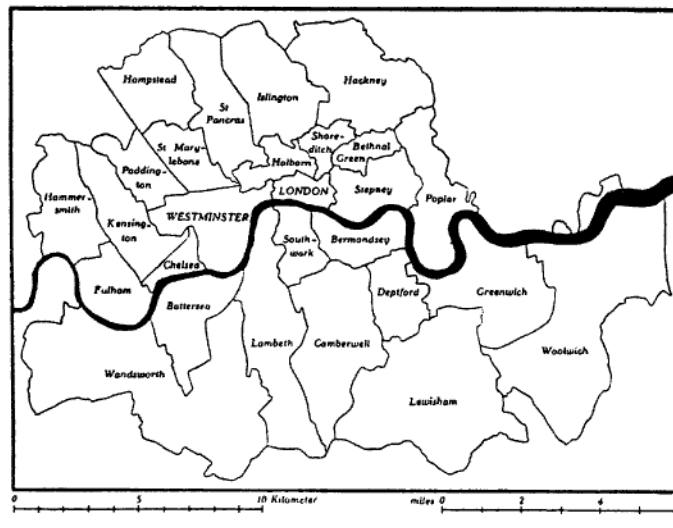 Hampstead
St
Pancras
Islington
Hackney
St Mary-
lebone
Shore-
ditch
Bethnal
Green
Holborn
Padding-
ton
Hammer-
smith
Kensing-
ton
WESTMINSTER
LONDON
Stepney
Poplar
Chelsea
South-
wark
Bermondsey
Fulham
Battersea
Deptford
Greenwich
Wandsworth
Lambeth
Camberwell
Woolwich
Lewisham
0 5 10 Kilometer
miles 0 2 4